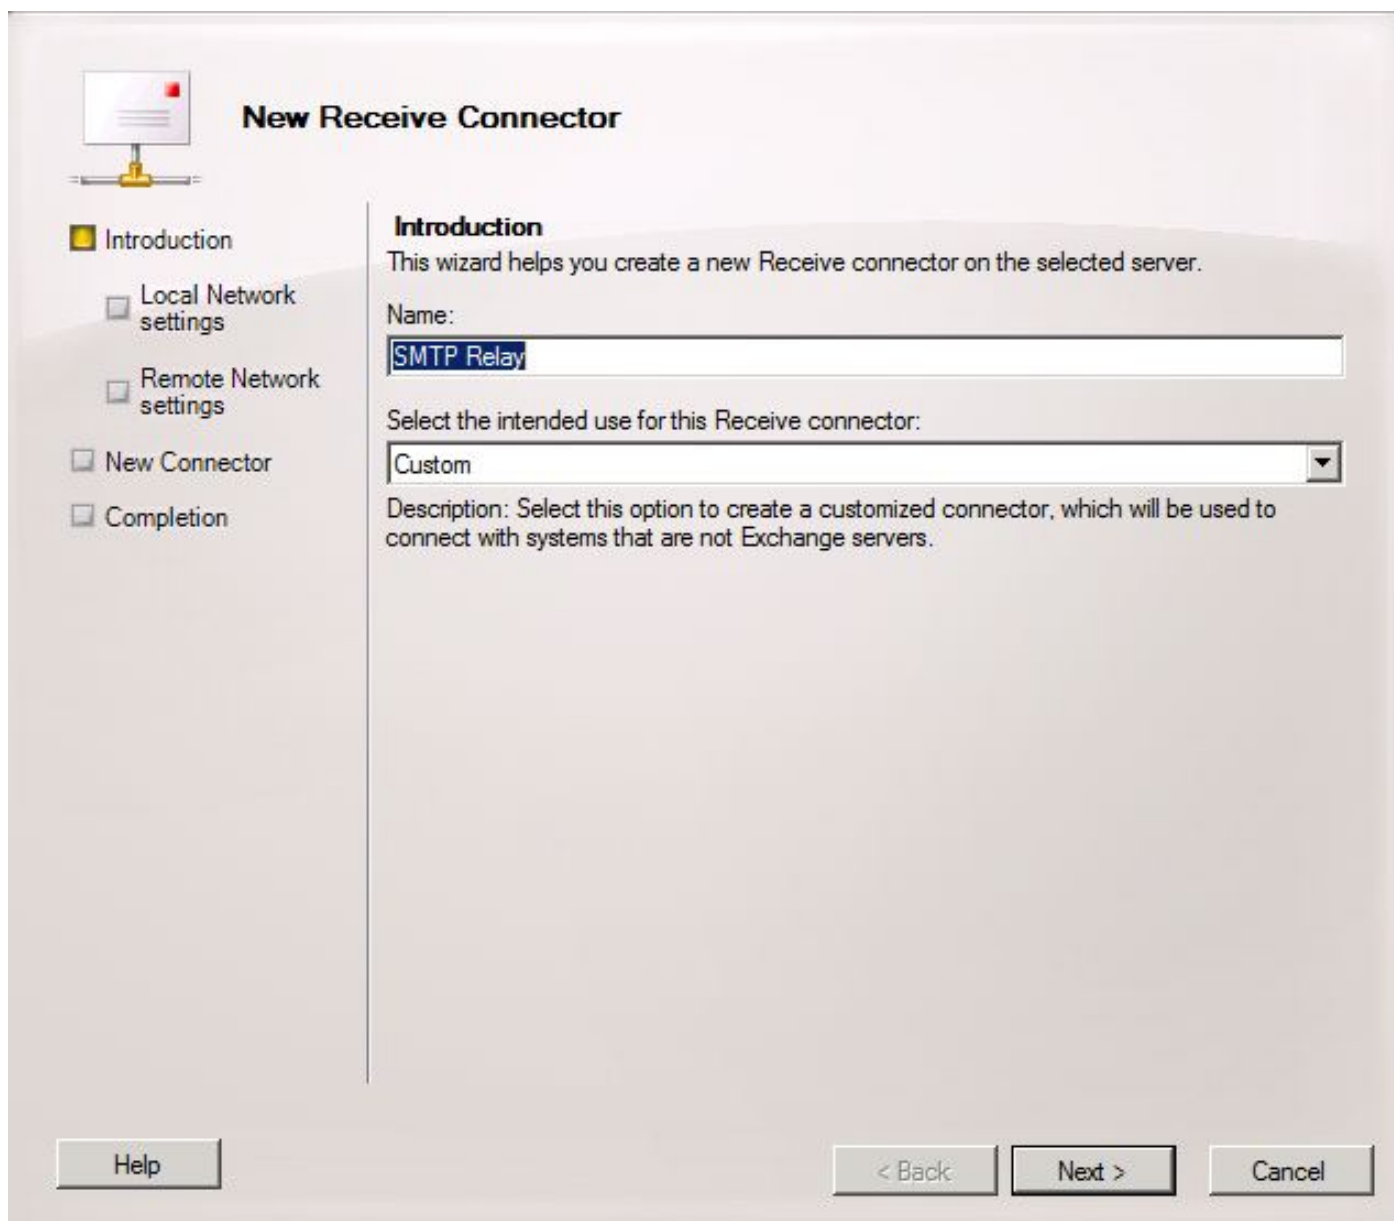 New Receive Connector
Introduction
Local Network
settings
Remote Network
settings
New Connector
Completion
Introduction
This wizard helps you create a new Receive connector on the selected server.
Name:
SMTP Relay
Select the intended use for this Receive connector:
Custom
Description: Select this option to create a customized connector, which will be used to
connect with systems that are not Exchange servers.
Help
< Back
Next >
Cancel